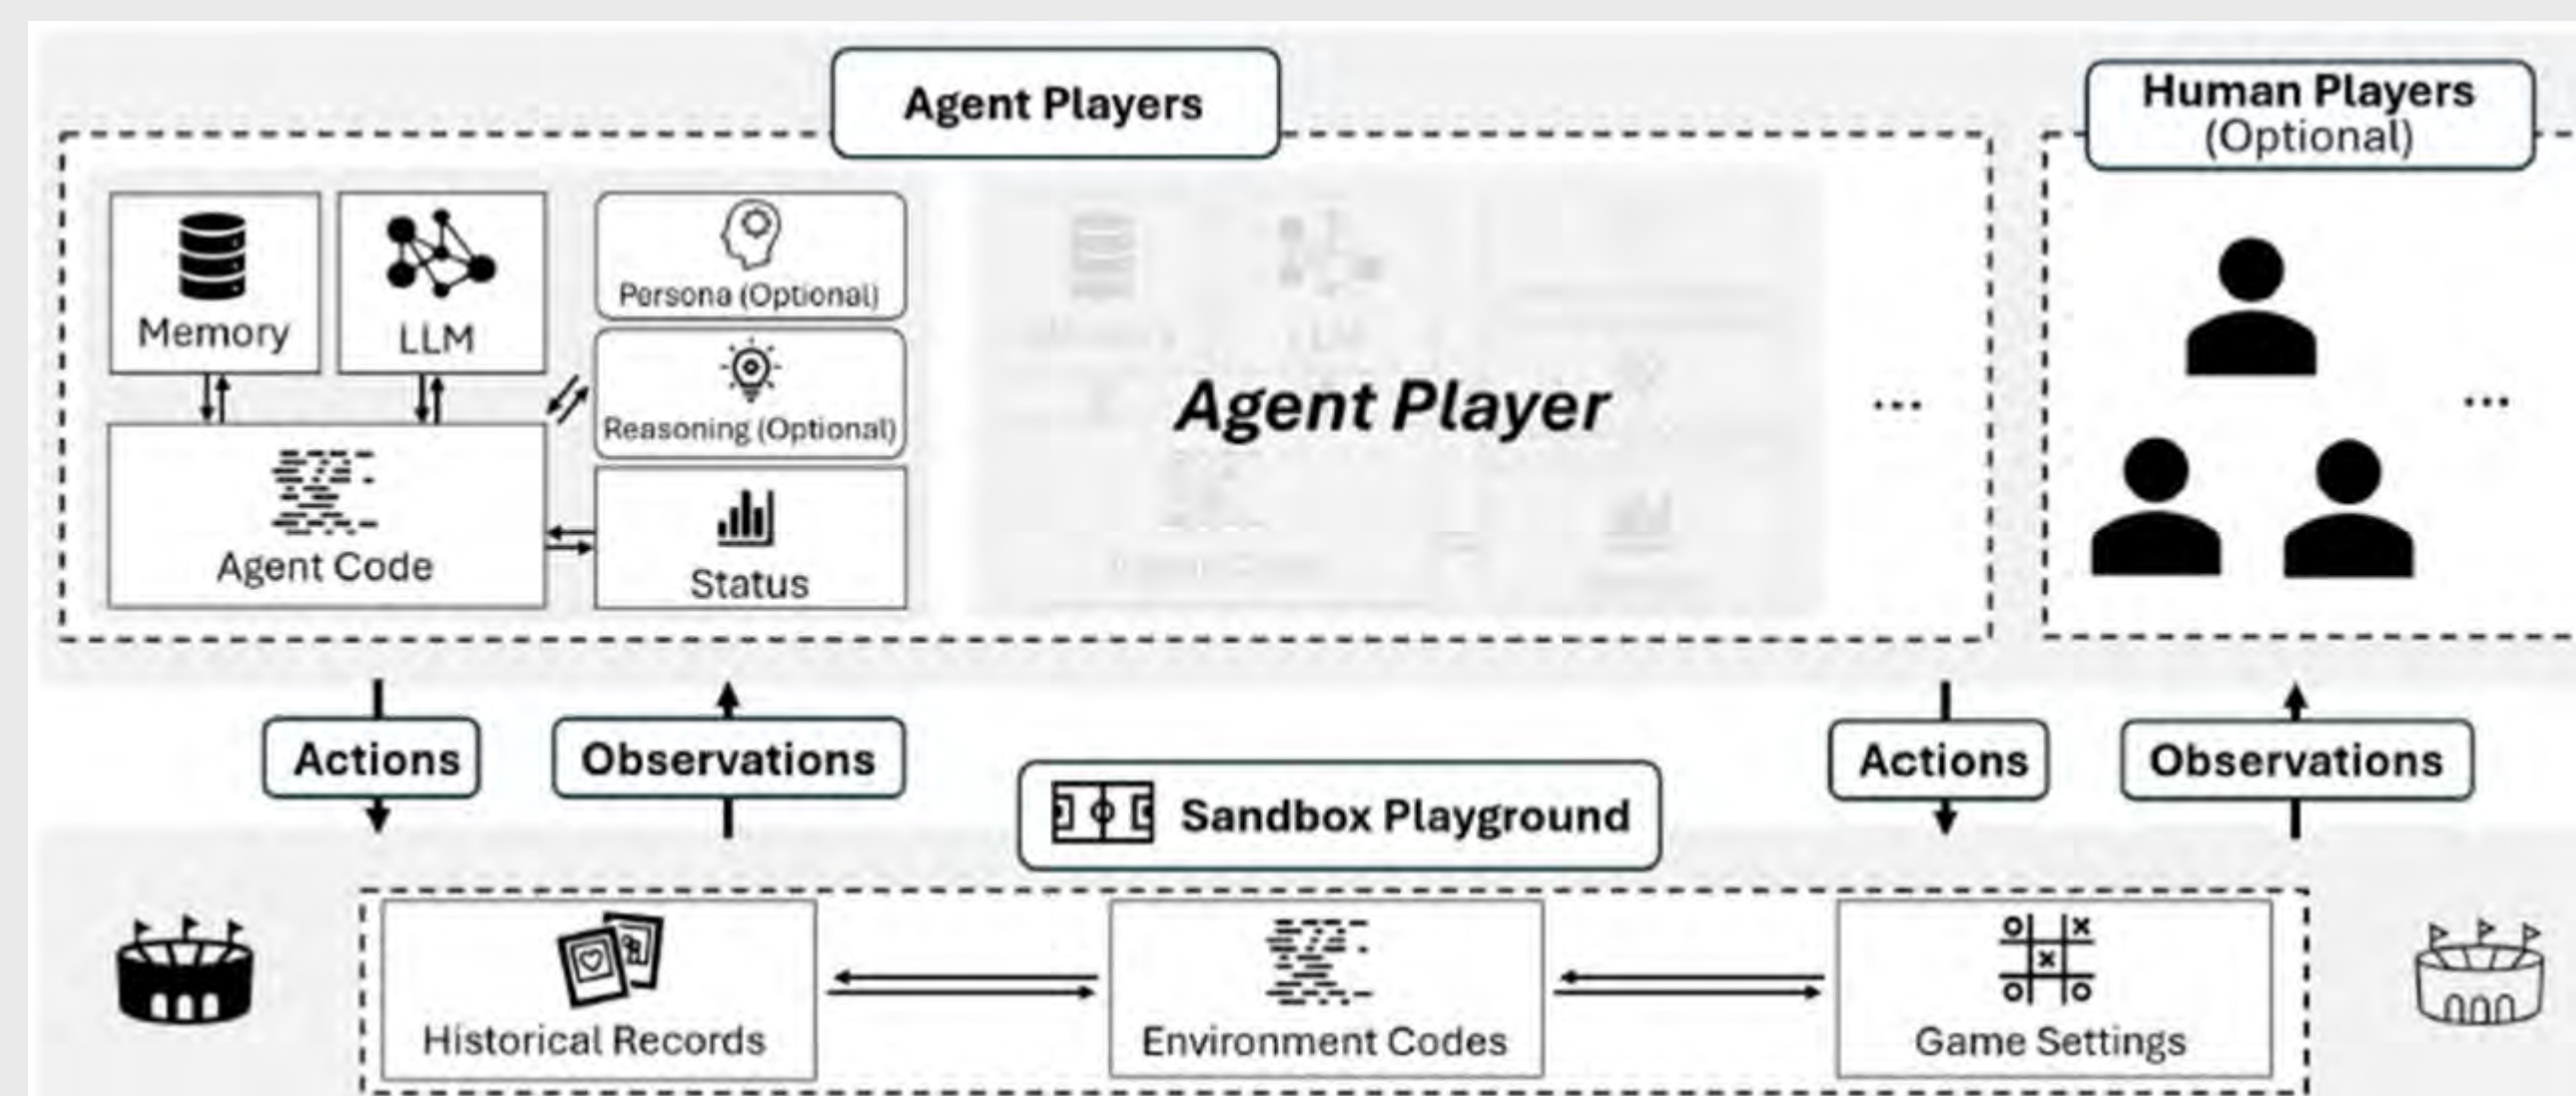 Agent Players
Human Players
(Optional)
Memory
LLM
Persona (Optional)
Reasoning (Optional)
Agent Code
Status
Agent Player
...
...
Actions
Observations
Sandbox Playground
Actions
Observations
Historical Records
Environment Codes
Game Settings